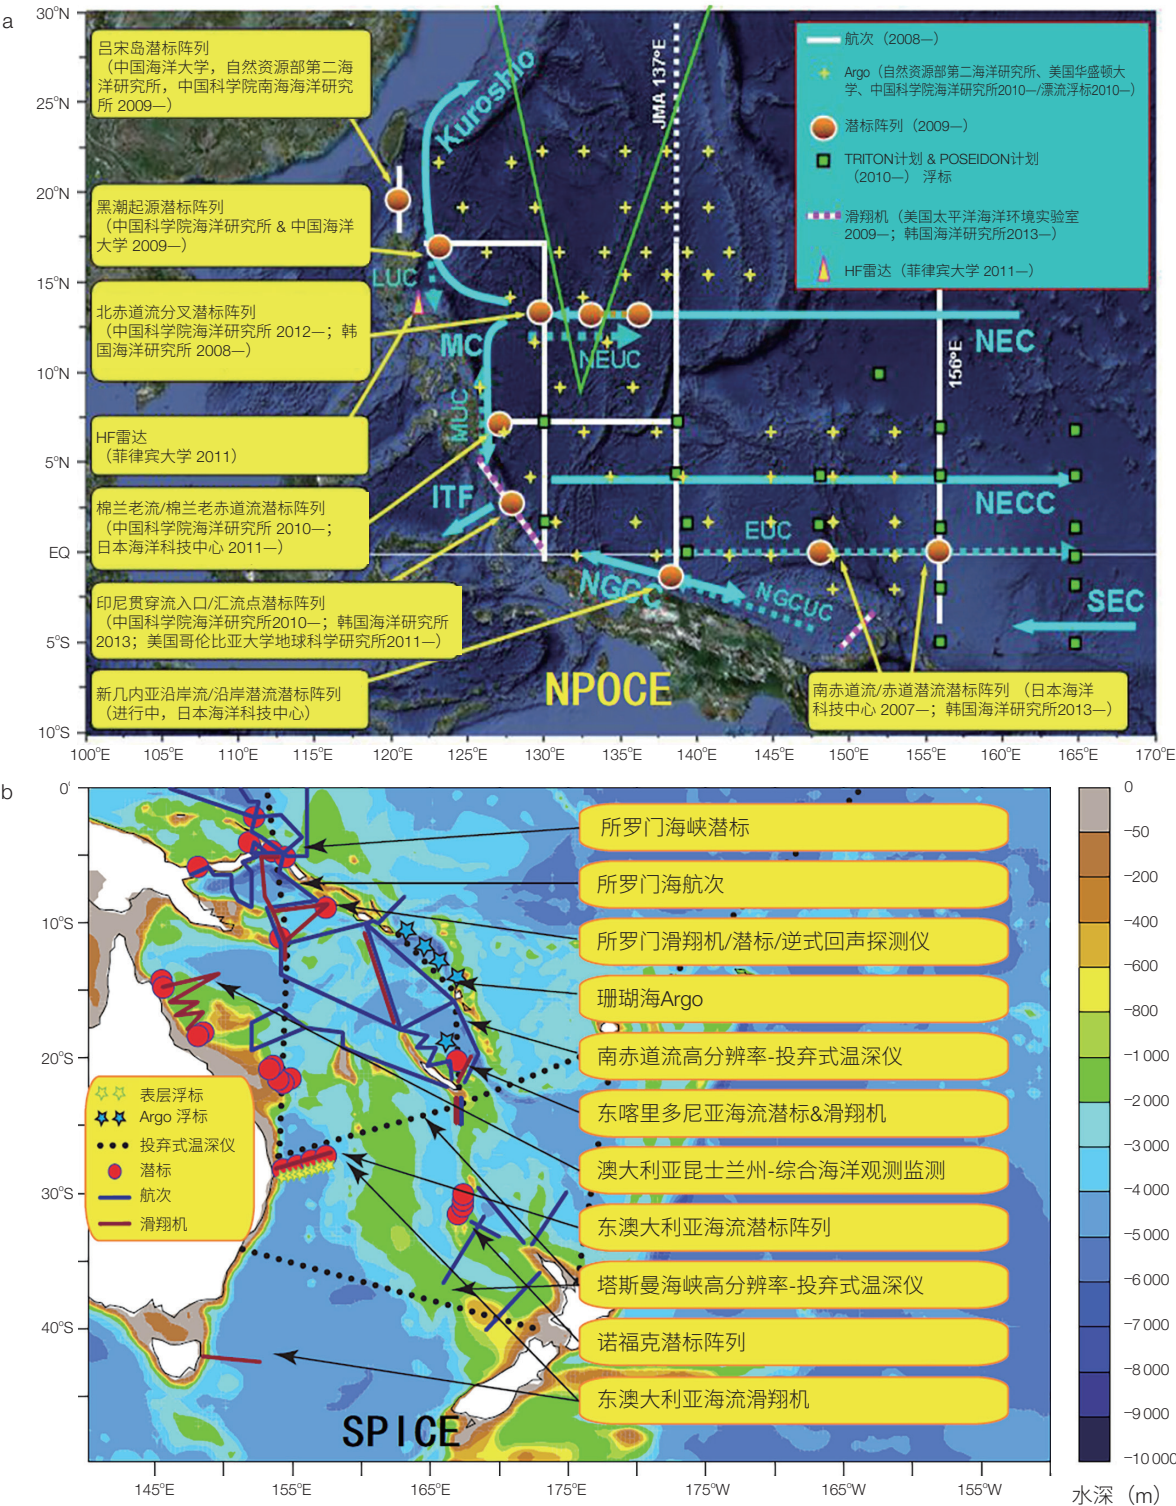 a
30°N
25°N
20°N
15°N
10°N
5°N
EQ
5°S
10°S
100°E
105°E
110°E
115°E
120°E
125°E
130°E
135°E
140°E
145°E
150°E
155°E
160°E
165°E
170°E
吕宋岛潜标阵列
（中国海洋大学，自然资源部第二海
洋研究所，中国科学院南海海洋研究
所 2009—）
黑潮起源潜标阵列
（中国科学院海洋研究所 & 中国海洋
大学 2009—）
北赤道流分叉潜标阵列
（中国科学院海洋研究所 2012—；韩
国海洋研究所 2008—）
HF雷达
（菲律宾大学 2011）
棉兰老流/棉兰老赤道流潜标阵列
（中国科学院海洋研究所 2010—；
日本海洋科技中心 2011—）
印尼贯穿流入口/汇流点潜标阵列
（中国科学院海洋研究所2010—；韩国海洋研究所
2013；美国哥伦比亚大学地球科学研究所2011—）
新几内亚沿岸流/沿岸潜流潜标阵列
（进行中，日本海洋科技中心）
南赤道流/赤道潜流潜标阵列 （日本海洋
科技中心 2007—；韩国海洋研究所2013—）
航次（2008—）
Argo（自然资源部第二海洋研究所、美国华盛顿大
学、中国科学院海洋研究所2010—/漂流浮标2010—）
潜标阵列（2009—）
TRITON计划 & POSEIDON计划
（2010—） 浮标
滑翔机（美国太平洋海洋环境实验室
2009—；韩国海洋研究所2013—）
HF雷达（菲律宾大学 2011—）
Kuroshio
JMA 137°E
LUC
MC
NEUC
NEC
156°E
MUC
ITF
NECC
EUC
NGCC
NGCUC
SEC
NPOCE
b
0°
10°S
20°S
30°S
40°S
145°E
155°E
165°E
175°E
175°W
165°W
155°W
所罗门海峡潜标
所罗门海航次
所罗门滑翔机/潜标/逆式回声探测仪
珊瑚海Argo
南赤道流高分辨率-投弃式温深仪
东喀里多尼亚海流潜标&滑翔机
澳大利亚昆士兰州-综合海洋观测监测
东澳大利亚海流潜标阵列
塔斯曼海峡高分辨率-投弃式温深仪
诺福克潜标阵列
东澳大利亚海流滑翔机
表层浮标
Argo 浮标
投弃式温深仪
潜标
航次
滑翔机
SPICE
0
−50
−200
−400
−600
−800
−1000
−2000
−3000
−4000
−5000
−6000
−7000
−8000
−9000
−10000
水深（m）